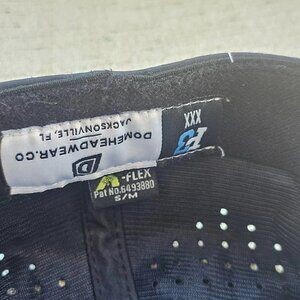 DOMEHEADWEAR.CO
JACKSONVILLE, FL
XXX
-FLEX
Pat No.6493880
S/M